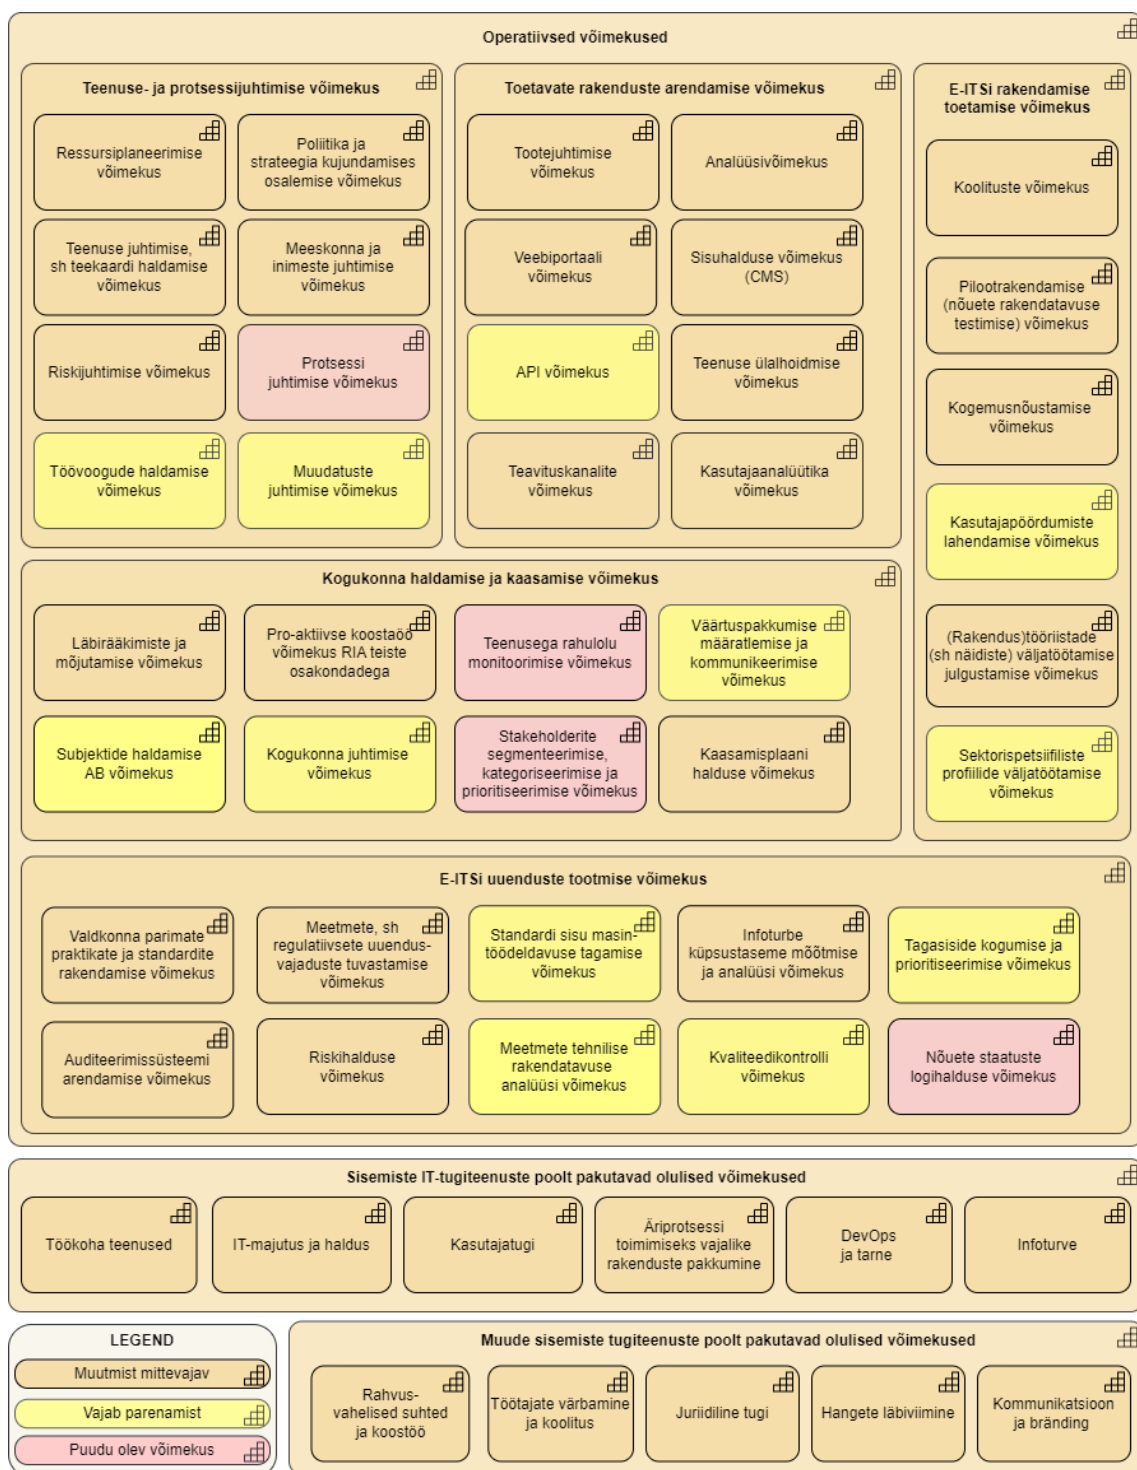 Operatiivsed võimekused
Teenuse- ja protsessijuhtimise võimekus
Ressursiplaneerimise
võimekus
Poliitika ja
strateegia kujundamises
osalemise võimekus
Teenuse juhtimise,
sh teekaardi haldamise
võimekus
Meeskonna ja
inimeste juhtimise
võimekus
Riskijuhtimise võimekus
Protsessi
juhtimise võimekus
Töövoogude haldamise
võimekus
Muudatuste
juhtimise võimekus
Toetavate rakenduste arendamise võimekus
Tootejuhtimise
võimekus
Analüüsivõimekus
Veebiportaali
võimekus
Sisuhalduse võimekus
(CMS)
API võimekus
Teenuse ülalhoidmise
võimekus
Teavituskanalite
võimekus
Kasutajaanalüütika
võimekus
E-ITSi rakendamise
toetamise võimekus
Koolituste võimekus
Pilootrakendamise
(nõuete rakendatavuse
testimise) võimekus
Kogemusnõustamise
võimekus
Kasutajapöördumiste
lahendamise võimekus
(Rakendus)tööriistade
(sh näidiste) väljatöötamise
julgustamise võimekus
Sektorispetsiifiliste
profiilide väljatöötamise
võimekus
Kogukonna haldamise ja kaasamise võimekus
Läbirääkimiste ja
mõjutamise võimekus
Pro-aktiivse koostaöö
võimekus RIA teiste
osakondadega
Teenusega rahulolu
monitoorimise võimekus
Väärtuspakkumise
määratlemise ja
kommunikeerimise
võimekus
Subjektide haldamise
AB võimekus
Kogukonna juhtimise
võimekus
Stakeholderite
segmenteerimise,
kategoriseerimise ja
prioritiseerimise võimekus
Kaasamisplaani
halduse võimekus
E-ITSi uuenduste tootmise võimekus
Valdkonna parimate
praktikate ja standardite
rakendamise võimekus
Meetmete, sh
regulatiivsete uuendus-
vajaduste tuvastamise
võimekus
Standardi sisu masin-
töödeldavuse tagamise
võimekus
Infoturbe
küpsustaseme mõõtmise
ja analüüsi võimekus
Tagasiside kogumise ja
prioritiseerimise võimekus
Auditeerimissüsteemi
arendamise võimekus
Riskihalduse
võimekus
Meetmete tehnilise
rakendatavuse
analüüsi võimekus
Kvaliteedikontrolli
võimekus
Nõuete staatuste
logihalduse võimekus
Sisemiste IT-tugiteenuste poolt pakutavad olulised võimekused
Töökoha teenused
IT-majutus ja haldus
Kasutajatugi
Äriprotsessi
toimimiseks vajalike
rakenduste pakkumine
DevOps
ja tarne
Infoturve
LEGEND
Muutmist mittevajav
Vajab parenamist
Puudu olev võimekus
Muude sisemiste tugiteenuste poolt pakutavad olulised võimekused
Rahvus-
vahelised suhted
ja koostöö
Töötajate värbamine
ja koolitus
Juriidiline tugi
Hangete läbiviimine
Kommunikatsioon
ja bränding